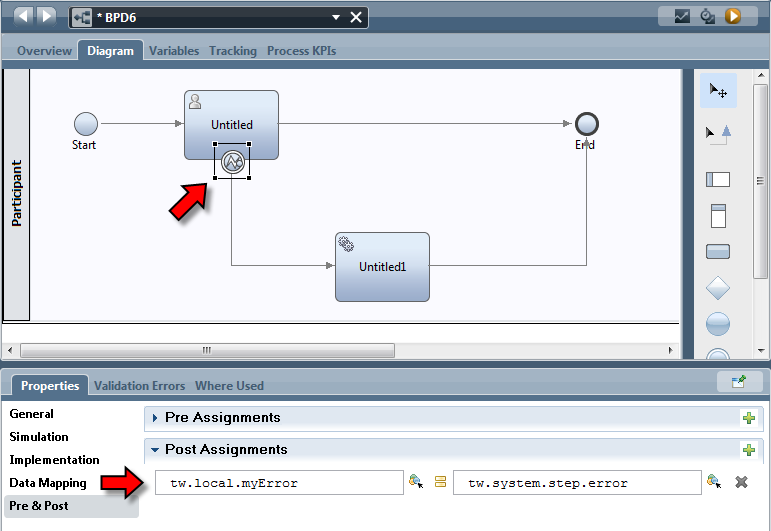 * BPD6
Overview Diagram Variables Tracking Process KPIs
Participant
Start
Untitled
End
Untitled1
Properties Validation Errors Where Used
General
Simulation
Implementation
Data Mapping
Pre & Post
Pre Assignments
Post Assignments
tw.local.myError tw.system.step.error